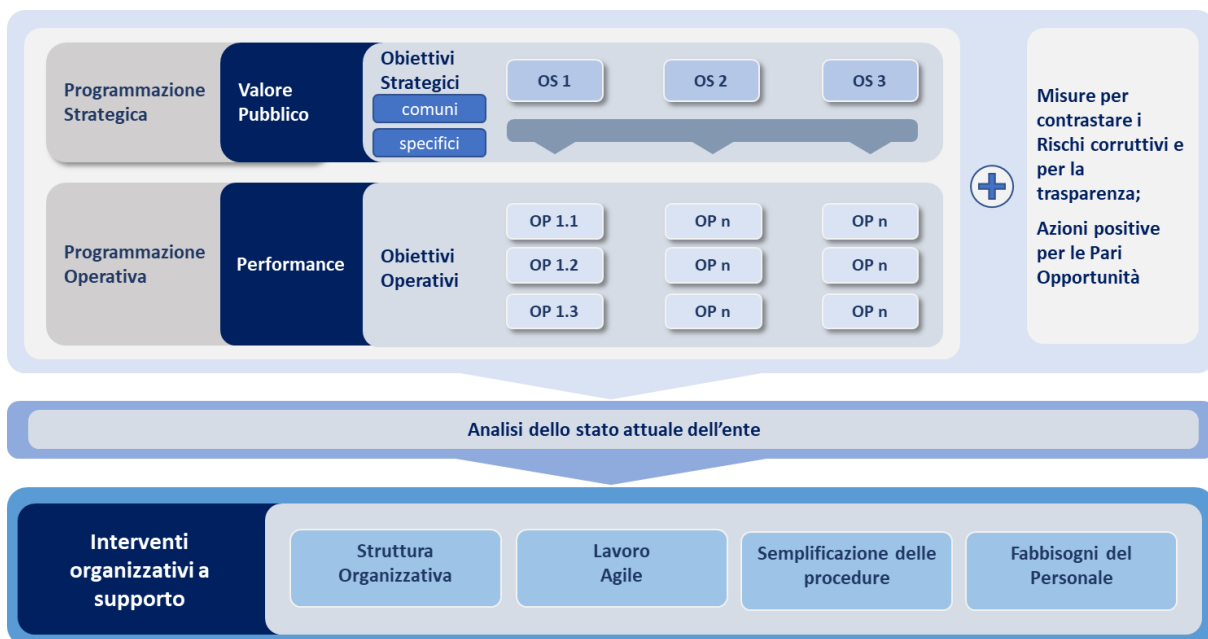 Programmazione
Strategica
Valore
Pubblico
Obiettivi
Strategici
comuni
specifici
OS 1
OS 2
OS 3
Programmazione
Operativa
Performance
Obiettivi
Operativi
OP 1.1
OP n
OP n
OP 1.2
OP n
OP n
OP 1.3
OP n
OP n
Misure per
contrastare i
Rischi corruttivi e
per la
trasparenza;
Azioni positive
per le Pari
Opportunità
Analisi dello stato attuale dell’ente
Interventi
organizzativi a
supporto
Struttura
Organizzativa
Lavoro
Agile
Semplificazione delle
procedure
Fabbisogni del
Personale